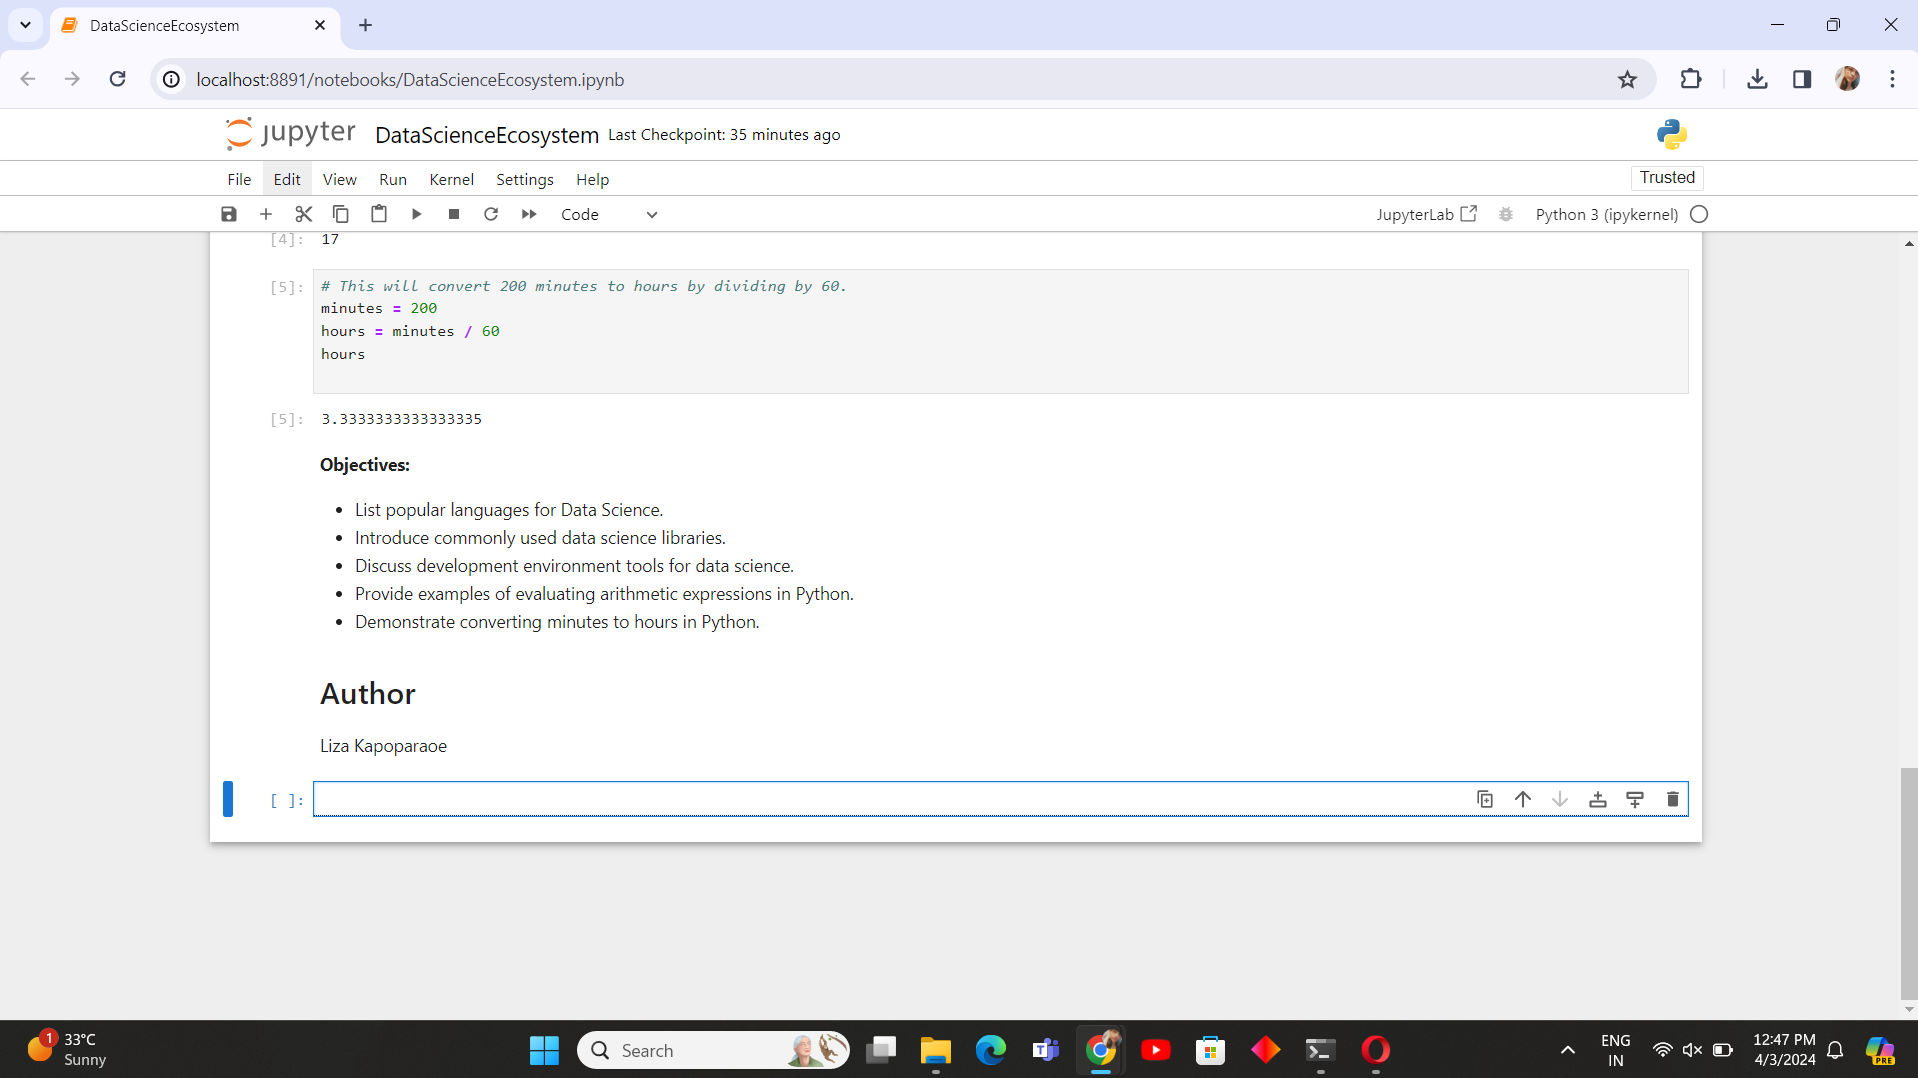 DataScienceEcosystem
localhost:8891/notebooks/DataScienceEcosystem.ipynb
jupyter DataScienceEcosystem Last Checkpoint: 35 minutes ago
File Edit View Run Kernel Settings Help Trusted
Code JupyterLab Python 3 (ipykernel)
[4]: 17
[5]: # This will convert 200 minutes to hours by dividing by 60.
minutes = 200
hours = minutes / 60
hours
[5]: 3.3333333333333335
Objectives:
• List popular languages for Data Science.
• Introduce commonly used data science libraries.
• Discuss development environment tools for data science.
• Provide examples of evaluating arithmetic expressions in Python.
• Demonstrate converting minutes to hours in Python.
Author
Liza Kapoparaoe
[ ]:
1 33°C
Sunny
Search
ENG
IN
12:47 PM
4/3/2024
PRE